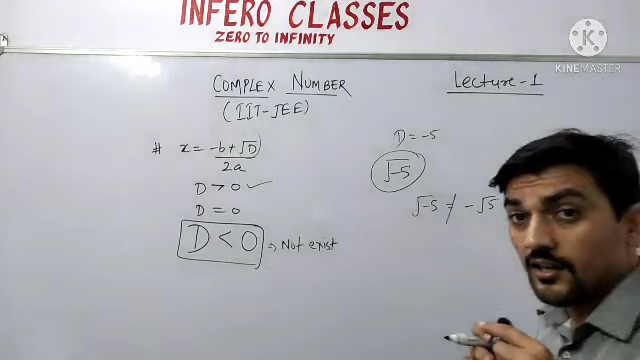 INFERO CLASSES
ZERO TO INFINITY
KINEMASTER
COMPLEX NUMBER
(IIT-JEE)
Lecture-1
# x = -b+√D
2a
D > 0 ✓
D = 0
D < 0 ⇒ Not exist
D = -5
√-5
√-5 ≠ -√5